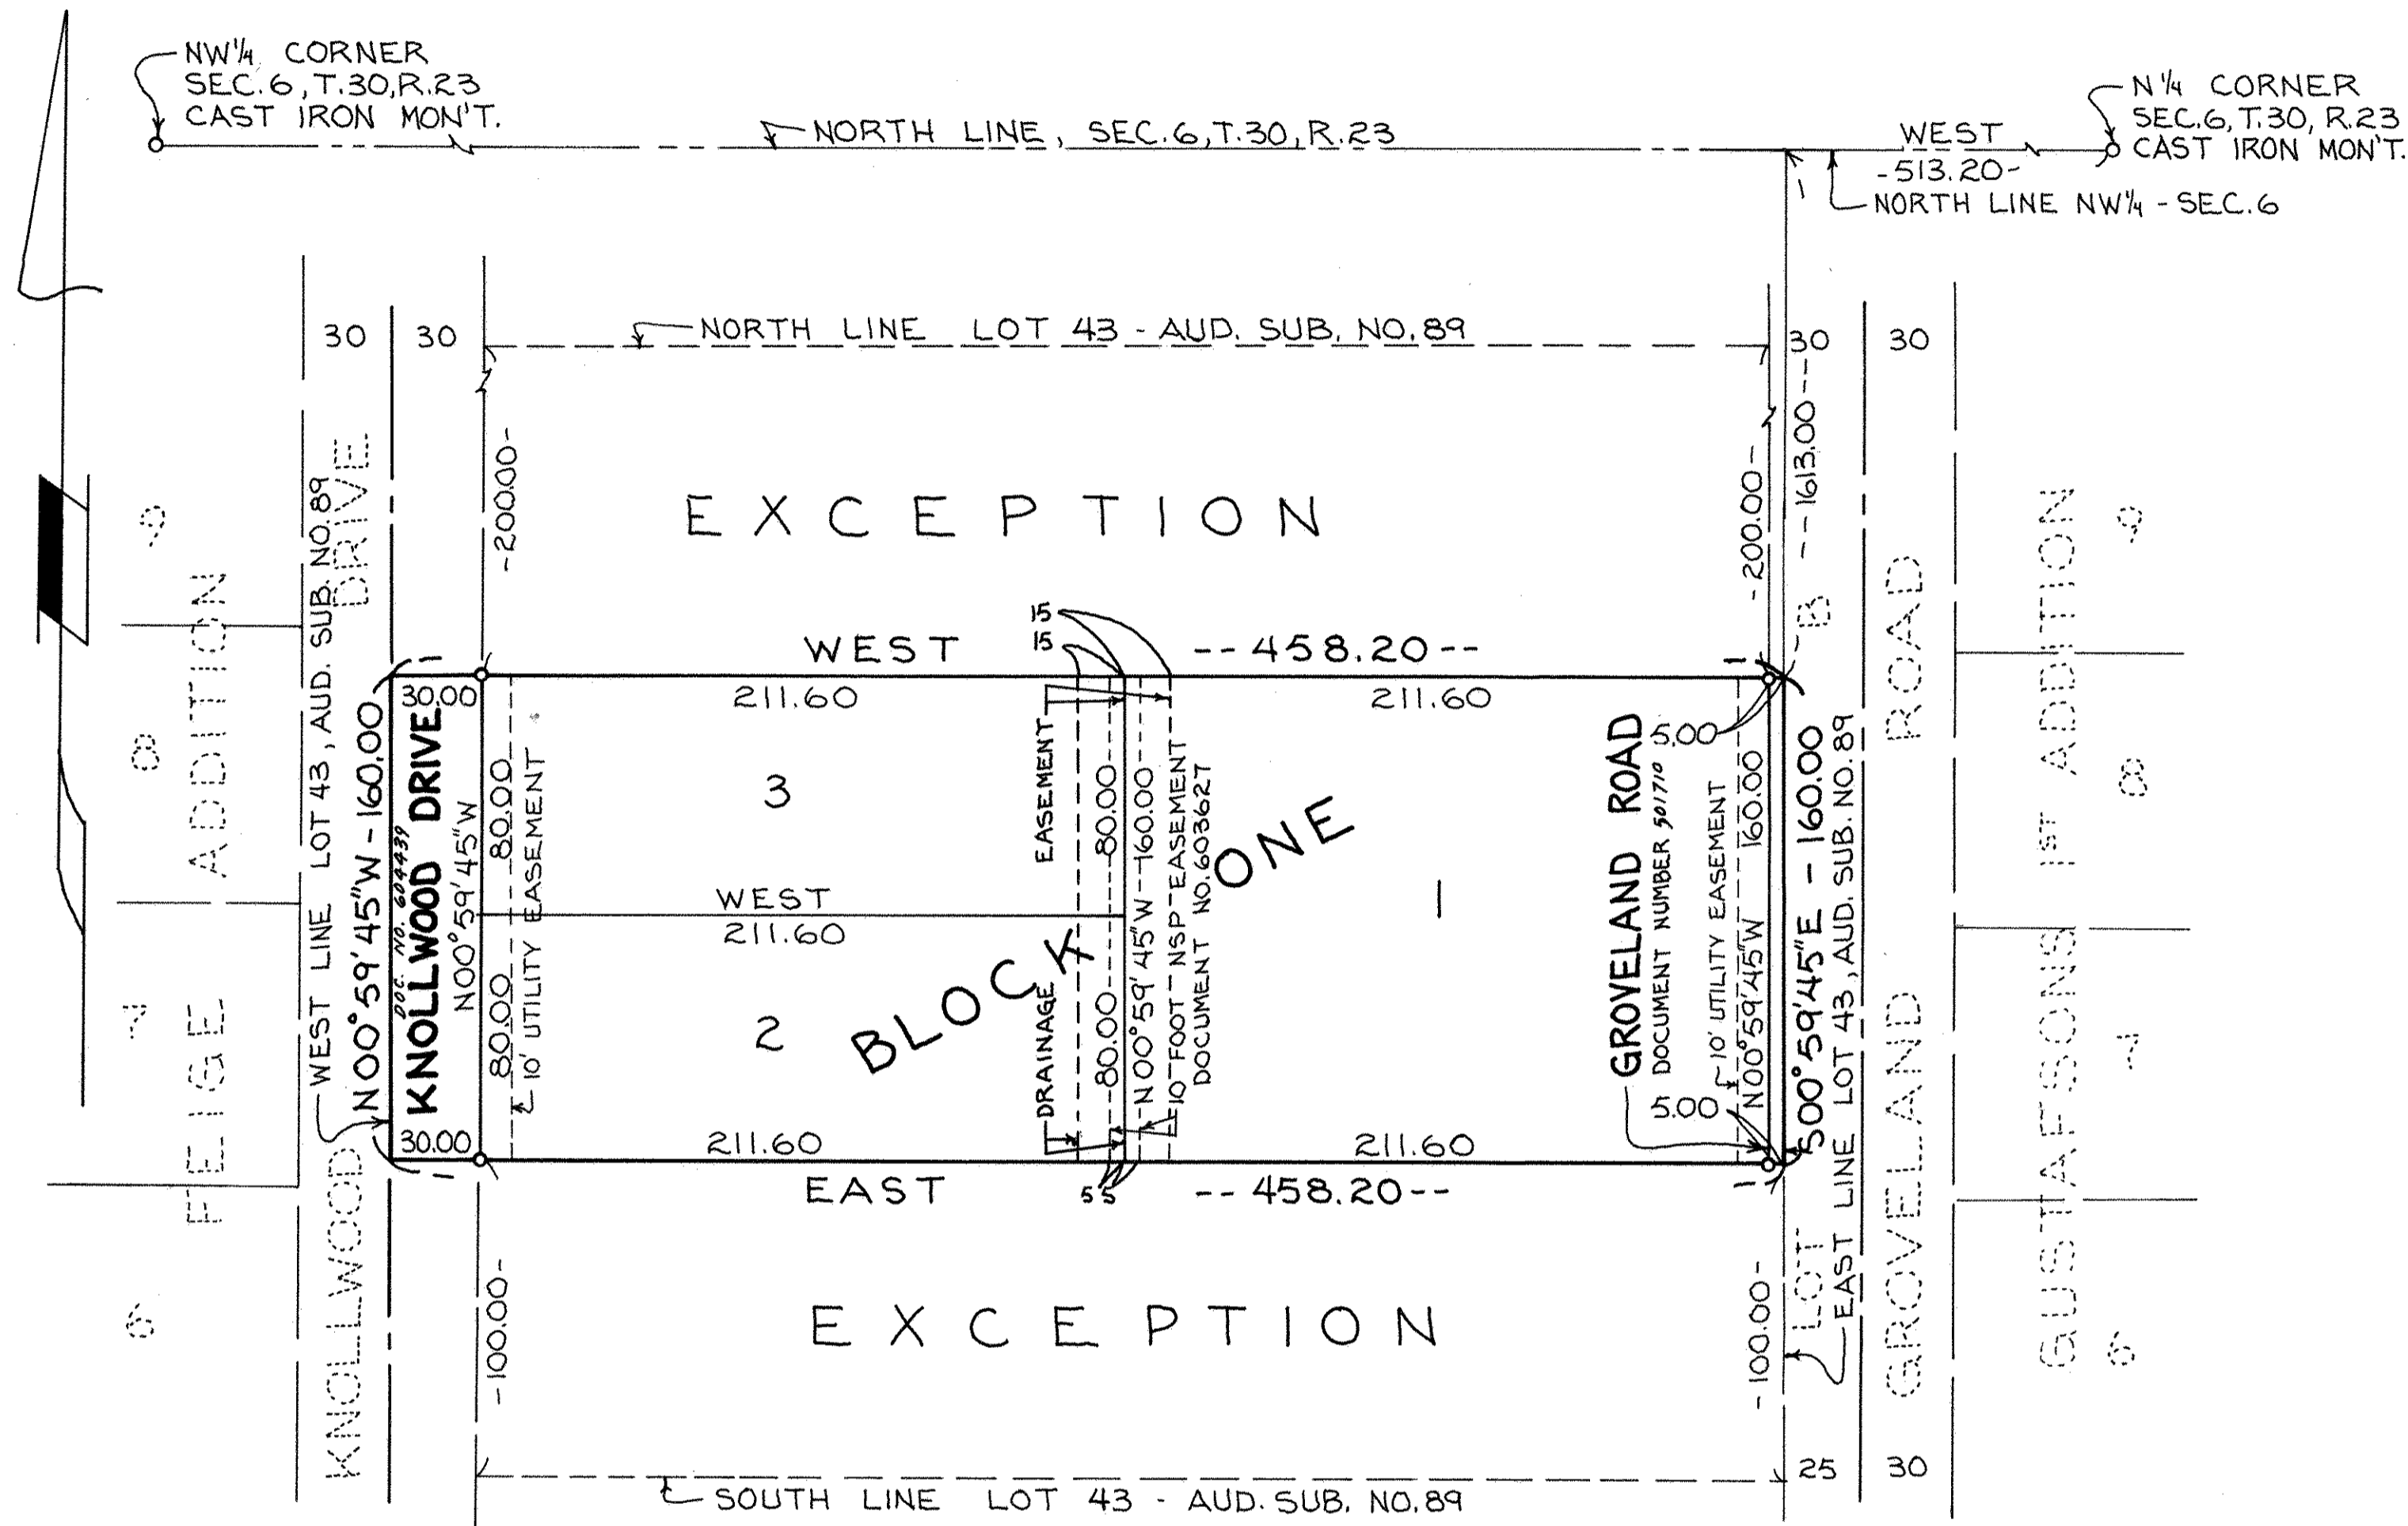 NW¼ CORNER
SEC.6, T.30, R.23
CAST IRON MON'T.
N¼ CORNER
SEC.6, T.30, R.23
CAST IRON MON'T.
NORTH LINE, SEC.6, T.30, R.23
WEST
-513.20-
NORTH LINE NW¼ - SEC.6
30
30
NORTH LINE LOT 43 - AUD. SUB. NO.89
30
30
-200.00-
EXCEPTION
-200.00-
--1613.00--
9
8
7
6
FEIGE ADDITION
WEST LINE LOT 43, AUD. SUB. NO.89
KNOLLWOOD DRIVE
15
15
WEST --458.20--
30.00
211.60
211.60
5.00
N00°59'45"W - 160.00
DOC. NO. 604439
KNOLLWOOD DRIVE
N00°59'45"W
80.00
80.00
10' UTILITY EASEMENT
3
WEST
211.60
2
BLOCK ONE
DRAINAGE EASEMENT
80.00
80.00
N00°59'45"W--160.00--
10 FOOT NSP EASEMENT
DOCUMENT NO.603627
1
GROVELAND ROAD
DOCUMENT NUMBER 501710
10' UTILITY EASEMENT
N00°59'45"W 160.00
S00°59'45"E - 160.00
EAST LINE LOT 43, AUD. SUB. NO.89
LOT B
GROVELAND ROAD
GUSTAFSONS 1ST ADDITION
9
8
7
6
5.00
30.00
211.60
211.60
EAST
5 5
--458.20--
-100.00-
EXCEPTION
-100.00-
25
30
SOUTH LINE LOT 43 - AUD. SUB. NO.89